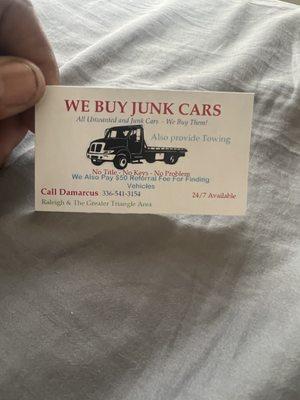 WE BUY JUNK CARS
All Unwanted and Junk Cars - We Buy Them!
Also provide Towing
No Title - No Keys - No Problem
We Also Pay $50 Referral Fee For Finding
Vehicles
Call Damarcus 336-541-3154
24/7 Available
Raleigh & The Greater Triangle Area